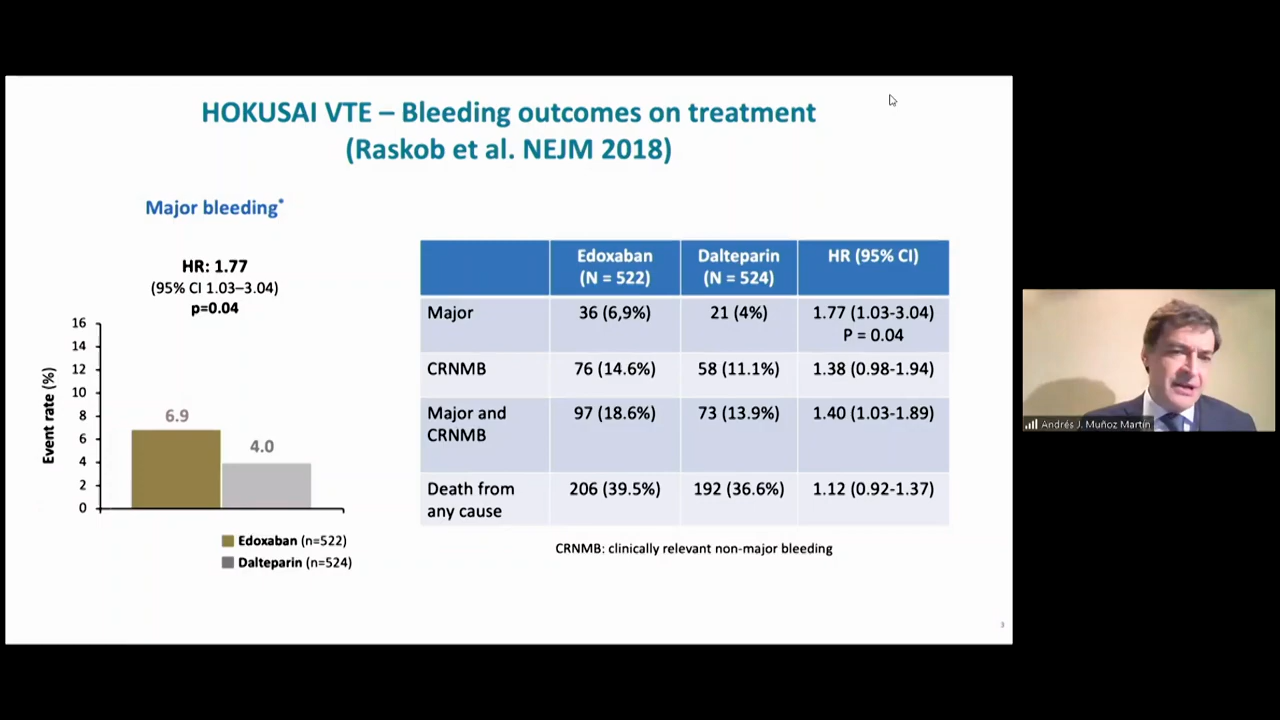 HOKUSAI VTE – Bleeding outcomes on treatment
(Raskob et al. NEJM 2018)
Major bleeding*
HR: 1.77
(95% CI 1.03–3.04)
p=0.04
Event rate (%)
16
14
12
10
8
6
4
2
0
6.9
4.0
Edoxaban (n=522)
Dalteparin (n=524)
Edoxaban (N = 522) Dalteparin (N = 524) HR (95% CI)
Major 36 (6,9%) 21 (4%) 1.77 (1.03-3.04) P = 0.04
CRNMB 76 (14.6%) 58 (11.1%) 1.38 (0.98-1.94)
Major and CRNMB 97 (18.6%) 73 (13.9%) 1.40 (1.03-1.89)
Death from any cause 206 (39.5%) 192 (36.6%) 1.12 (0.92-1.37)
CRNMB: clinically relevant non-major bleeding
3
Andrés J. Muñoz Martín